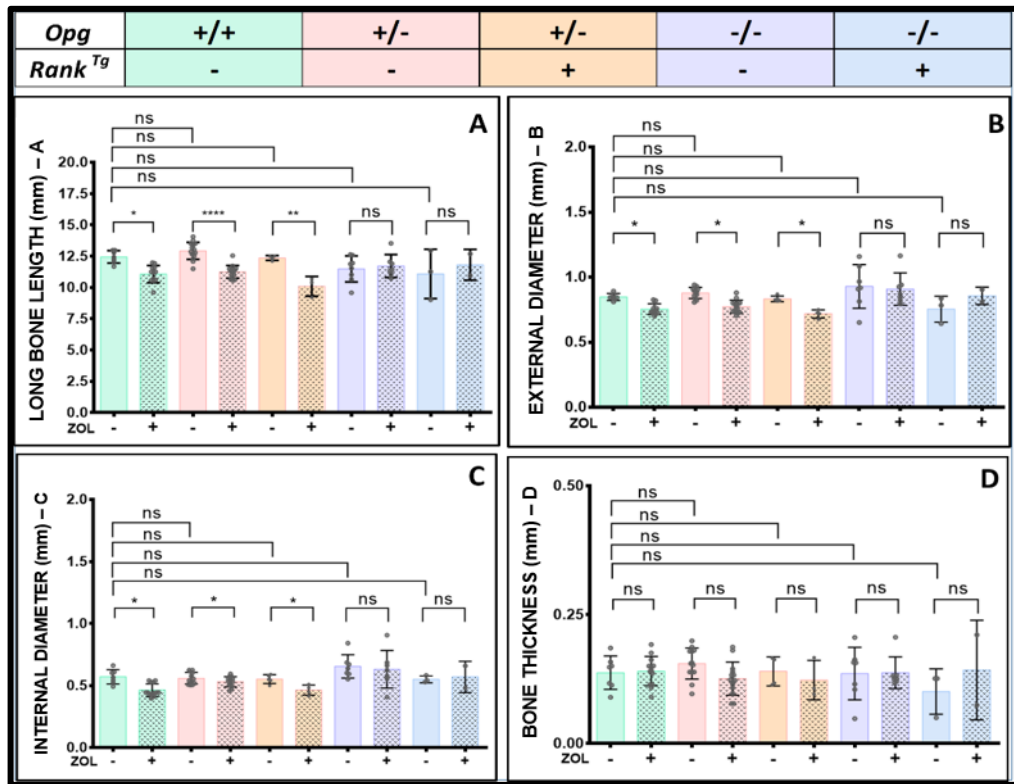 Opg +/+ +/- +/- -/- -/-
Rank Tg - - + - +
A
LONG BONE LENGTH (mm) – A
ns
ns
ns
ns
* **** ** ns ns
20.0
17.5
15.0
12.5
10.0
7.5
5.0
2.5
0.0
ZOL - + - + - + - + - +
B
EXTERNAL DIAMETER (mm) – B
ns
ns
ns
ns
* * * ns ns
2.0
1.5
1.0
0.5
0.0
ZOL - + - + - + - + - +
C
INTERNAL DIAMETER (mm) – C
ns
ns
ns
ns
* * * ns ns
2.0
1.5
1.0
0.5
0.0
ZOL - + - + - + - + - +
D
BONE THICKNESS (mm) – D
ns
ns
ns
ns
ns ns ns ns ns
0.50
0.25
0.00
ZOL - + - + - + - + - +